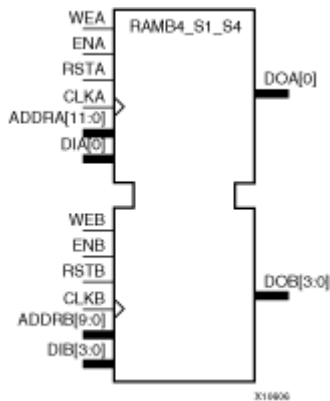 RAMB4_S1_S4
WEA
ENA
RSTA
CLKA
ADDRA[11:0]
DIA[0]
DOA[0]
WEB
ENB
RSTB
CLKB
ADDRB[9:0]
DIB[3:0]
DOB[3:0]
X10606